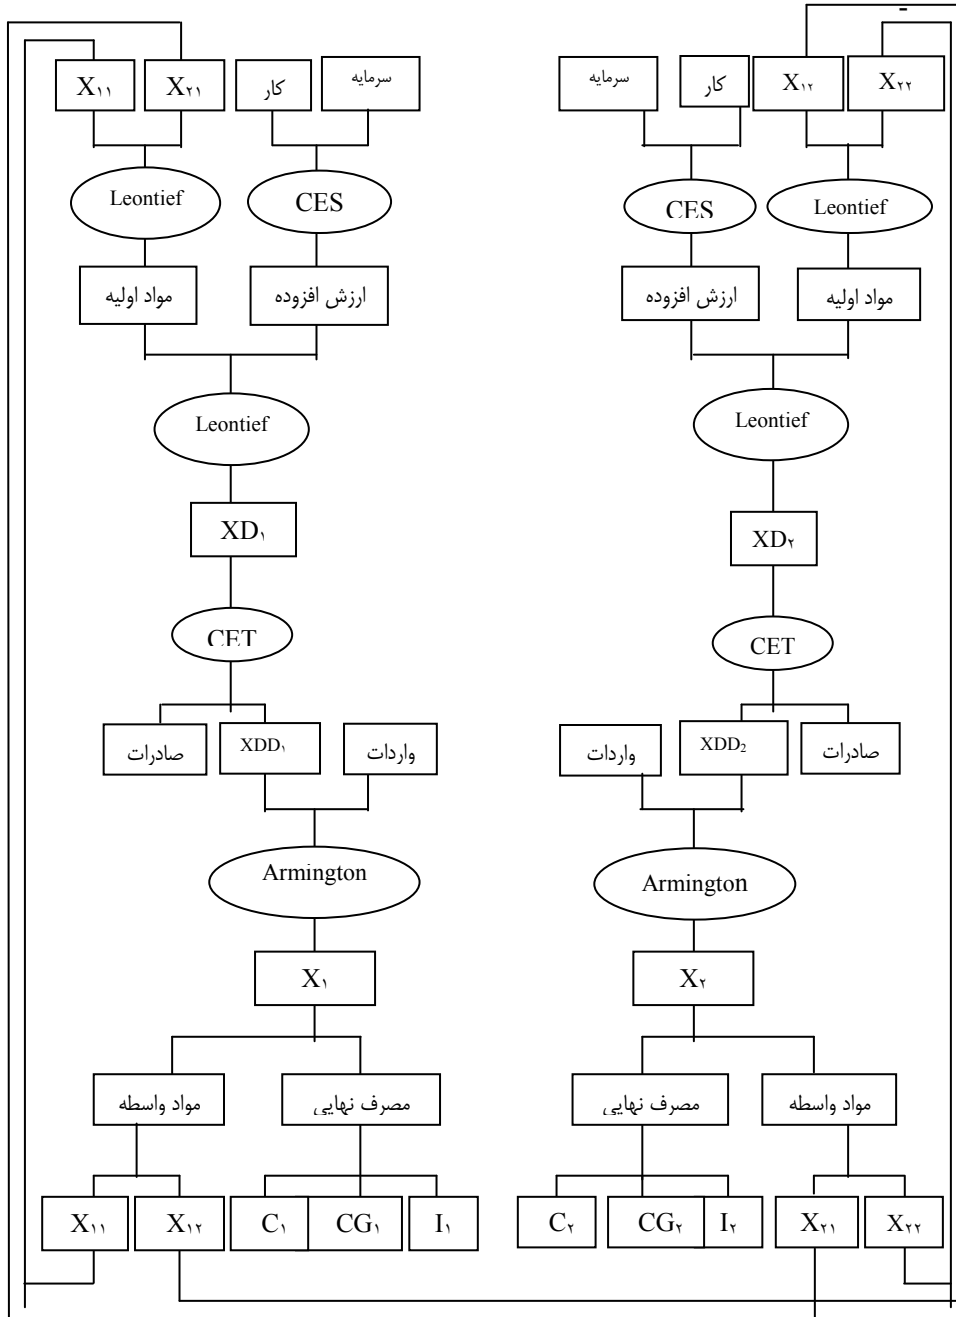 X۱۱ X۲۱ کار سرمایه سرمایه کار X۱۲ X۲۲
Leontief CES CES Leontief
مواد اولیه ارزش افزوده ارزش افزوده مواد اولیه
Leontief Leontief
XD۱ XD۲
CET CET
صادرات XDD۱ واردات واردات XDD2 صادرات
Armington Armington
X۱ X۲
مواد واسطه مصرف نهایی مصرف نهایی مواد واسطه
X۱۱ X۱۲ C۱ CG۱ I۱ C۲ CG۲ I۲ X۲۱ X۲۲